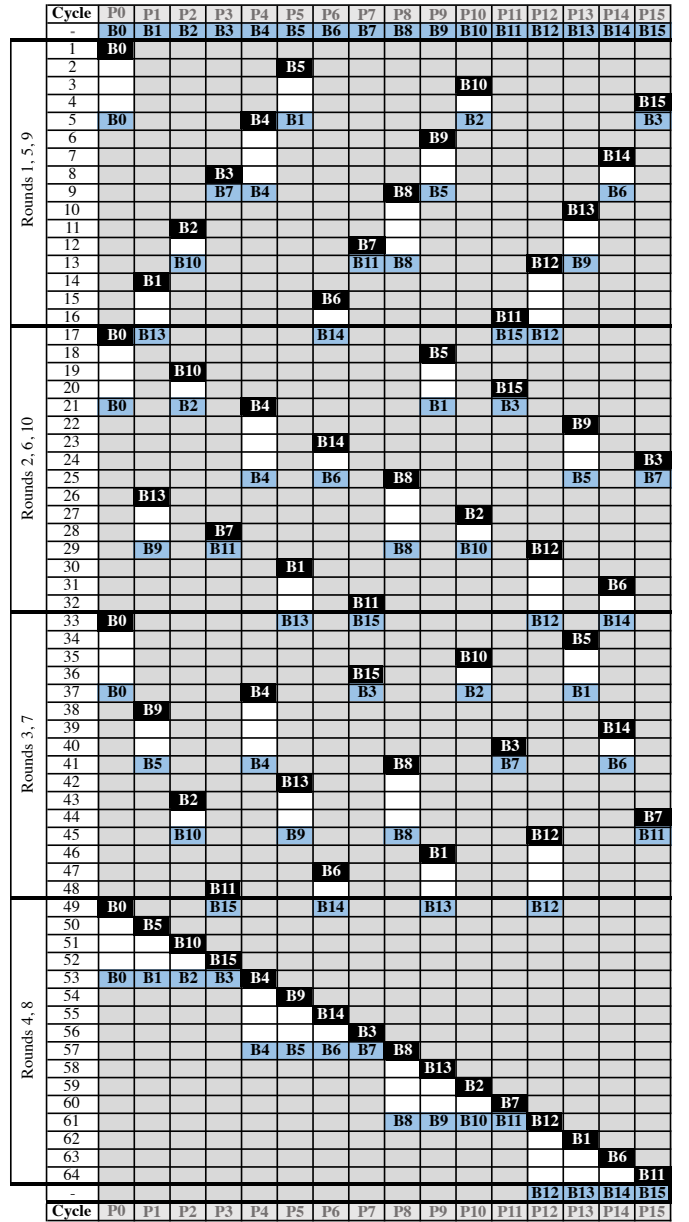 Cycle P0 P1 P2 P3 P4 P5 P6 P7 P8 P9 P10 P11 P12 P13 P14 P15
- B0 B1 B2 B3 B4 B5 B6 B7 B8 B9 B10 B11 B12 B13 B14 B15
Rounds 1, 5, 9
1 B0
2 B5
3 B10
4 B15
5 B0 B4 B1 B2 B3
6 B9
7 B14
8 B3
9 B7 B4 B8 B5 B6
10 B13
11 B2
12 B7
13 B10 B11 B8 B12 B9
14 B1
15 B6
16 B11
Rounds 2, 6, 10
17 B0 B13 B14 B15 B12
18 B5
19 B10
20 B15
21 B0 B2 B4 B1 B3
22 B9
23 B14
24 B3
25 B4 B6 B8 B5 B7
26 B13
27 B2
28 B7
29 B9 B11 B8 B10 B12
30 B1
31 B6
32 B11
Rounds 3, 7
33 B0 B13 B15 B12 B14
34 B5
35 B10
36 B15
37 B0 B4 B3 B2 B1
38 B9
39 B14
40 B3
41 B5 B4 B8 B7 B6
42 B13
43 B2
44 B7
45 B10 B9 B8 B12 B11
46 B1
47 B6
48 B11
Rounds 4, 8
49 B0 B15 B14 B13 B12
50 B5
51 B10
52 B15
53 B0 B1 B2 B3 B4
54 B9
55 B14
56 B3
57 B4 B5 B6 B7 B8
58 B13
59 B2
60 B7
61 B8 B9 B10 B11 B12
62 B1
63 B6
64 B11
- B12 B13 B14 B15
Cycle P0 P1 P2 P3 P4 P5 P6 P7 P8 P9 P10 P11 P12 P13 P14 P15